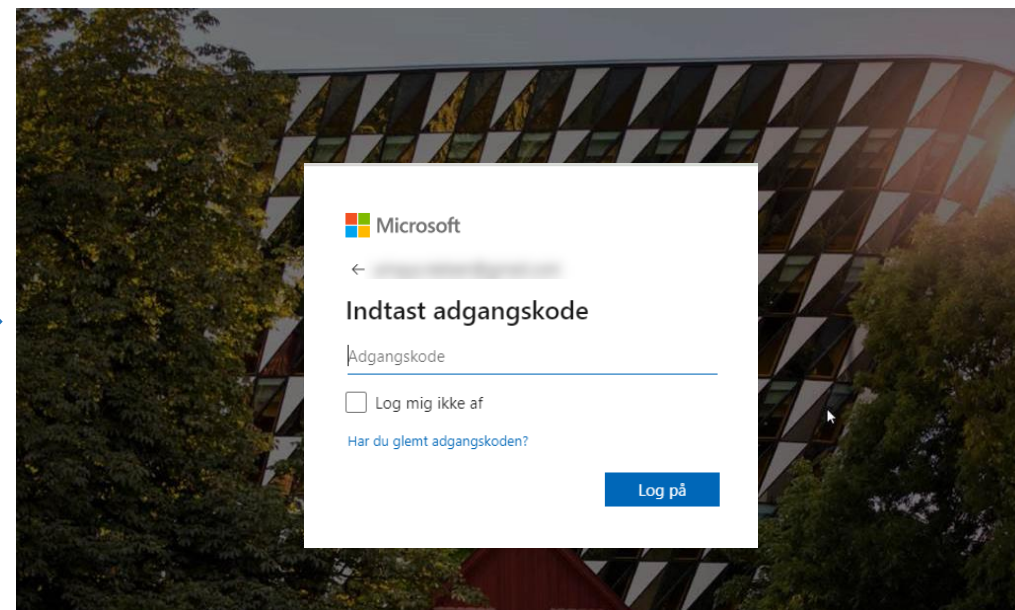 Microsoft
Indtast adgangskode
Adgangskode
Log mig ikke af
Har du glemt adgangskoden?
Log på